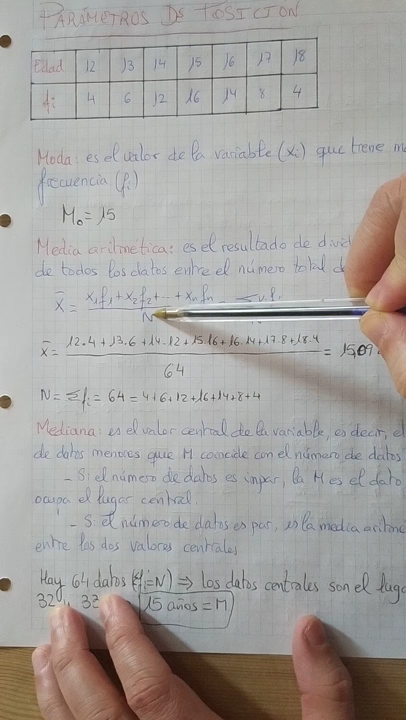 PARÁMETROS DE POSICIÓN
Edad 12 13 14 15 16 17 18
fi 4 6 12 16 14 8 4
Moda: es el valor de la variable (xi) que tiene
frecuencia (fi)
Mo = 15
Media aritmética: es el resultado de
de todos los datos entre el número total
x̄ = x1f1 + x2f2 + ... + xnfn / N
x̄ = 12·4 + 13·6 + 14·12 + 15·16 + 16·14 + 17·8 + 18·4 / 64 = 15,09
N = Σfi = 64 = 4+6+12+16+14+8+4
Mediana: es el valor central de la variable, es decir, el
de datos menores que M coincide con el número de datos
- Si el número de datos es impar, la M es el dato
ocupa el lugar central.
- Si el número de datos es par, es la media
entre los dos valores centrales
Hay 64 datos (fi=N) ⇒ Los datos centrales son el
32 33 15 años = M